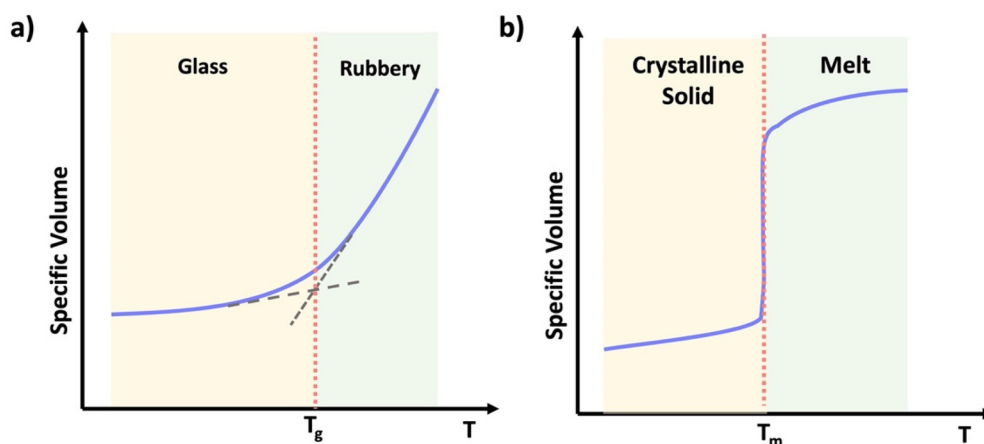 a)
Glass
Rubbery
Specific Volume
Tg
T
b)
Crystalline
Solid
Melt
Specific Volume
Tm
T